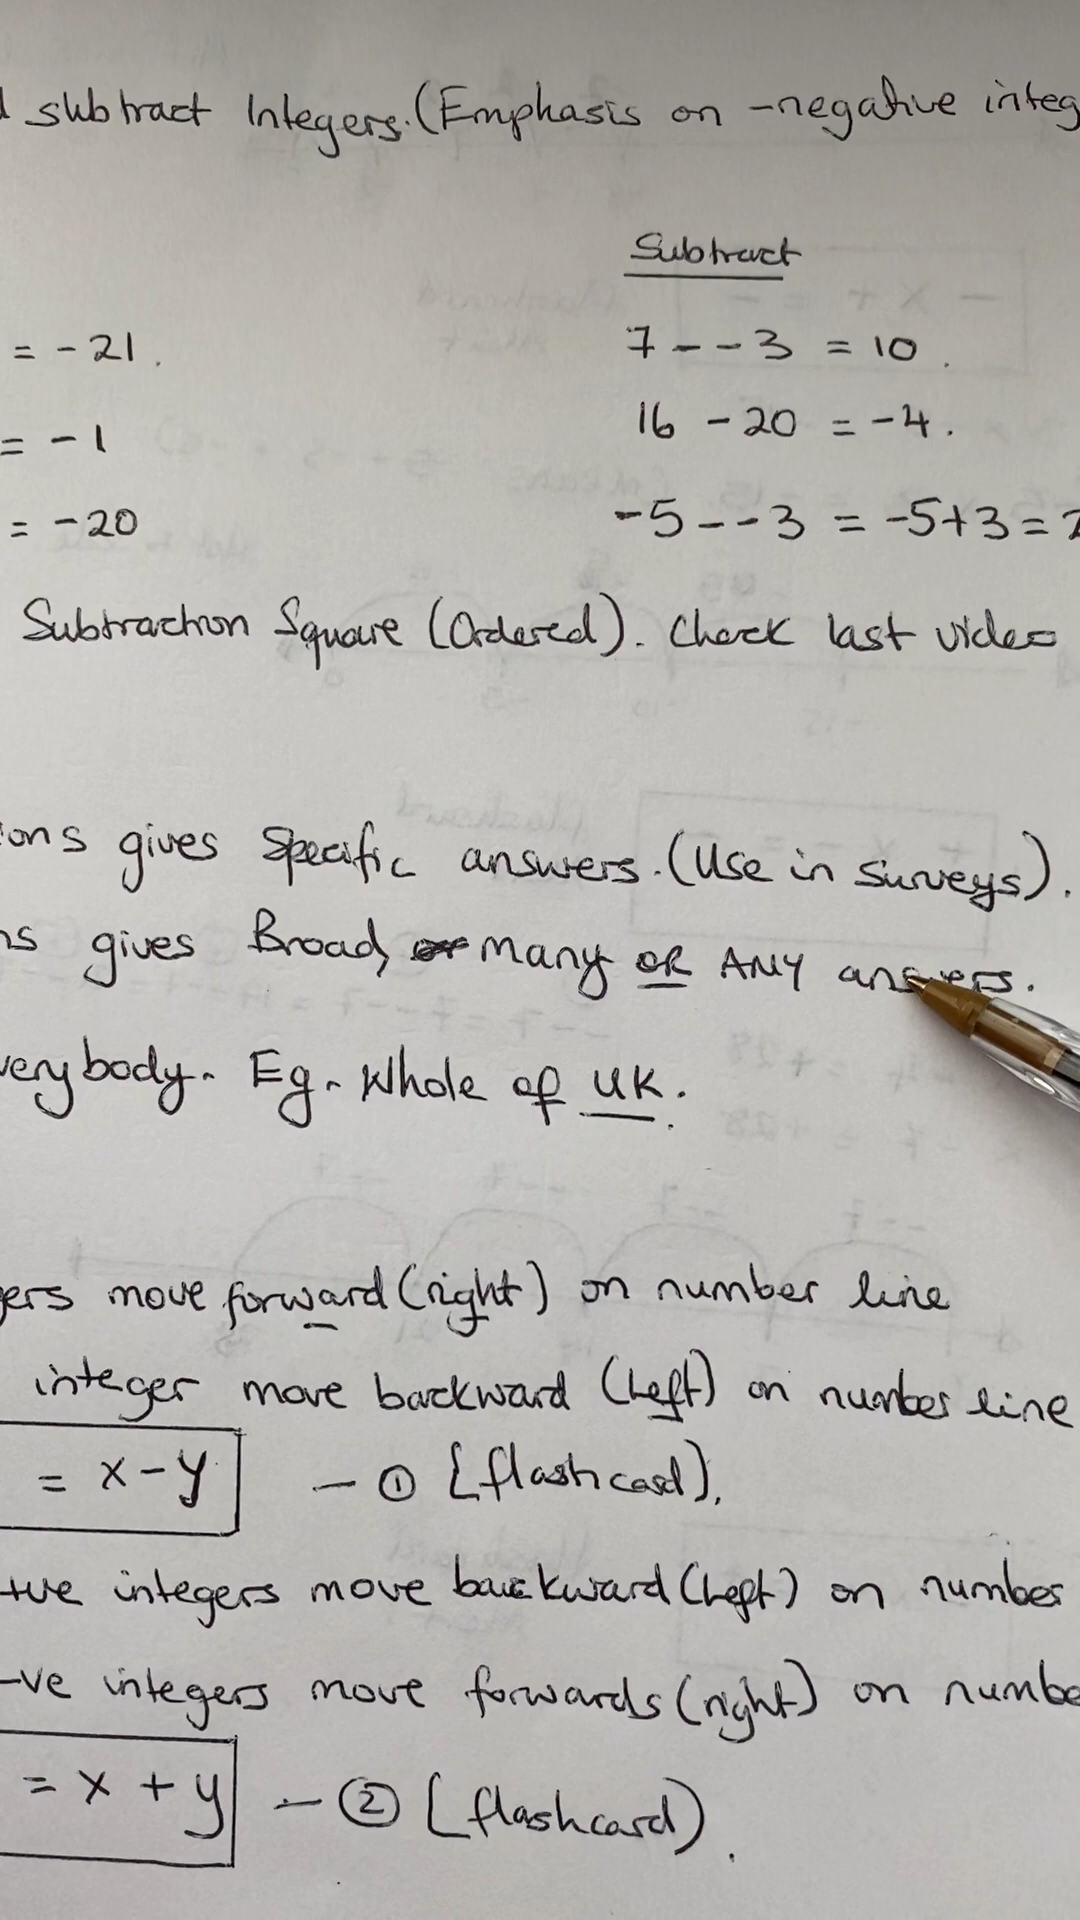 subtract Integers. (Emphasis on -negative integ
Subtract
= -21.
7 - - 3 = 10.
= -1
16 - 20 = -4.
= -20
-5 - - 3 = -5+3 =
Subtraction Square (Ordered). Check last video
ons gives Specific answers. (Use in Surveys).
ns gives Broad, many OR ANY answers.
verybody. Eg. Whole of UK.
gers move forward (right) on number line
integer move backward (Left) on number line
= x - y - ① [flashcard].
+ve integers move backward (Left) on number
-ve integers move forwards (right) on numbe
= x + y - ② [flashcard).